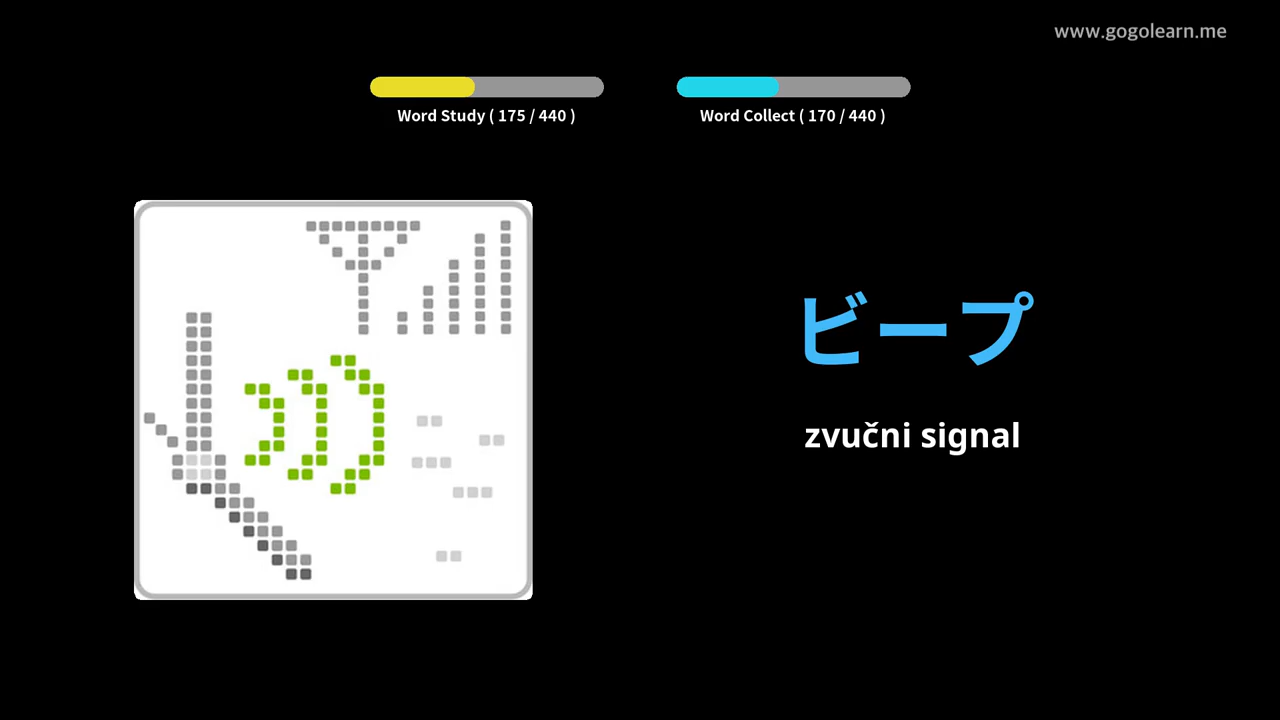 www.gogolearn.me
Word Study ( 175 / 440 )
Word Collect ( 170 / 440 )
ビープ
zvučni signal